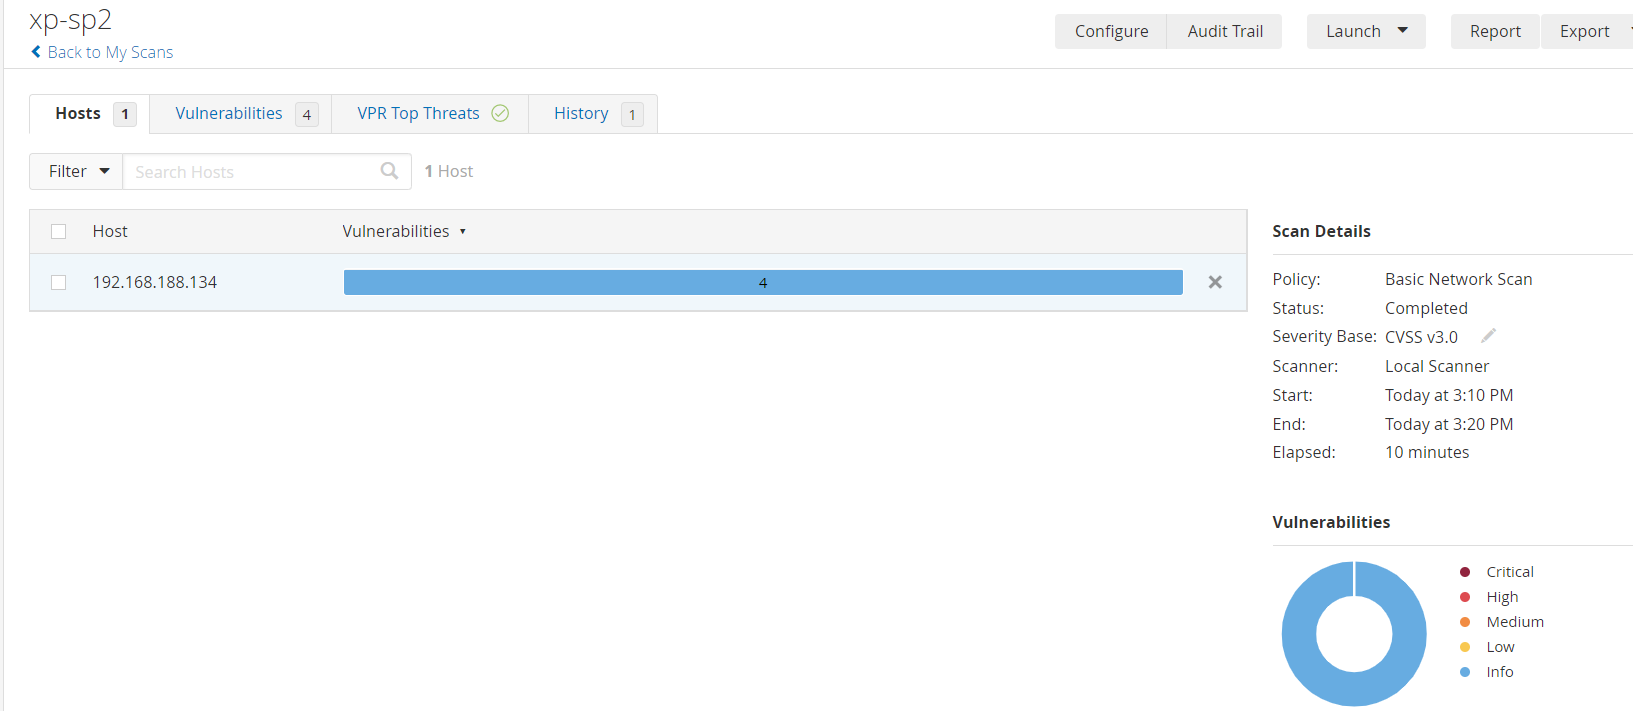 xp-sp2
Back to My Scans
Configure Audit Trail Launch Report Export
Hosts 1 Vulnerabilities 4 VPR Top Threats History 1
Filter Search Hosts 1 Host
Host Vulnerabilities
192.168.188.134 4
Scan Details
Policy: Basic Network Scan
Status: Completed
Severity Base: CVSS v3.0
Scanner: Local Scanner
Start: Today at 3:10 PM
End: Today at 3:20 PM
Elapsed: 10 minutes
Vulnerabilities
Critical
High
Medium
Low
Info